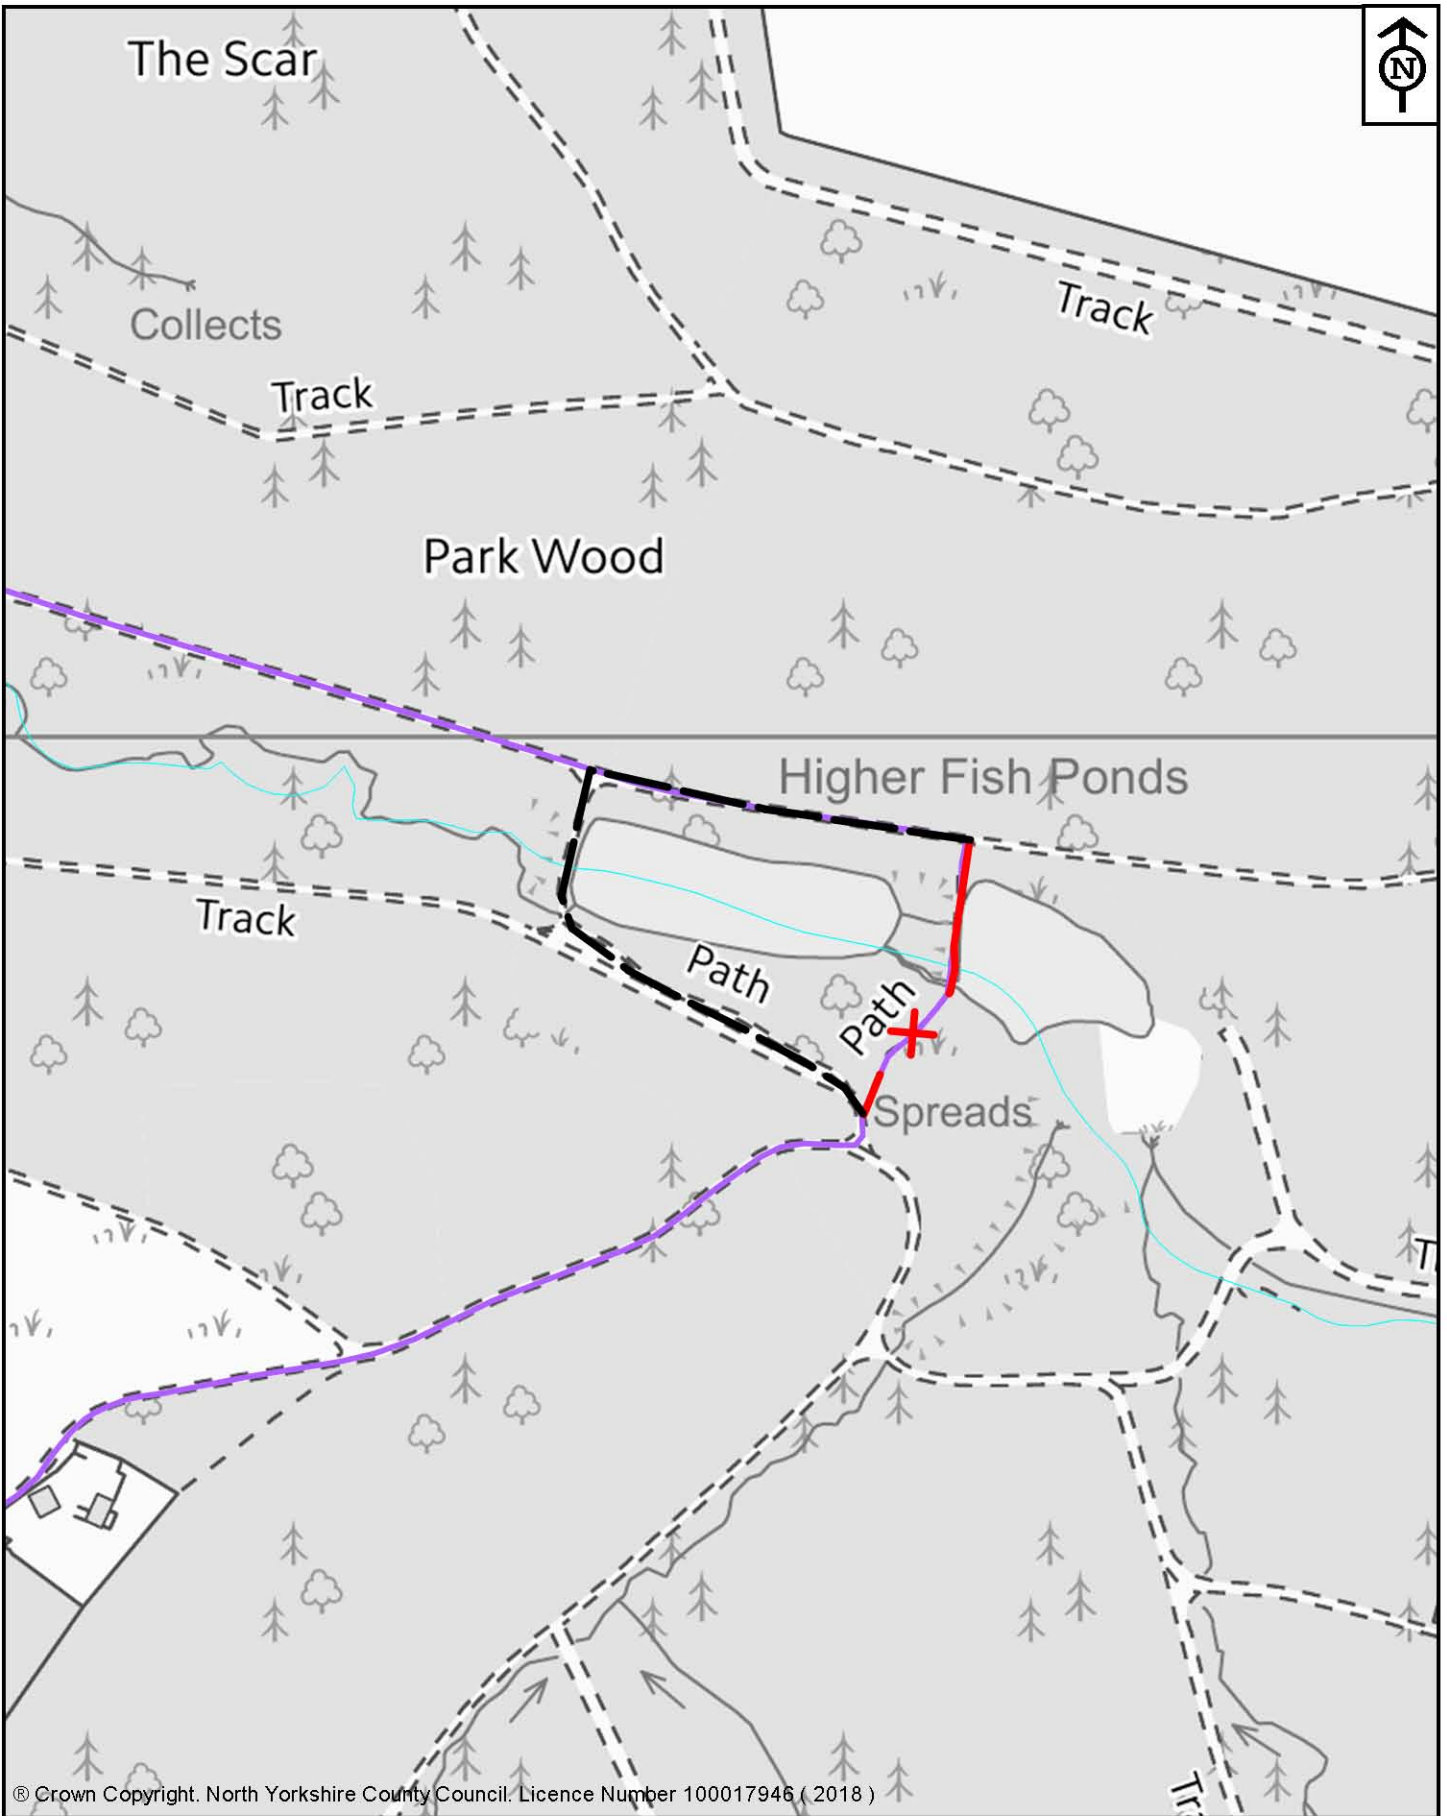 The Scar
N
Track
Collects
Track
Park Wood
Higher Fish Ponds
Track
Path
Path
Spreads
® Crown Copyright. North Yorkshire County Council. Licence Number 100017946 ( 2018 )